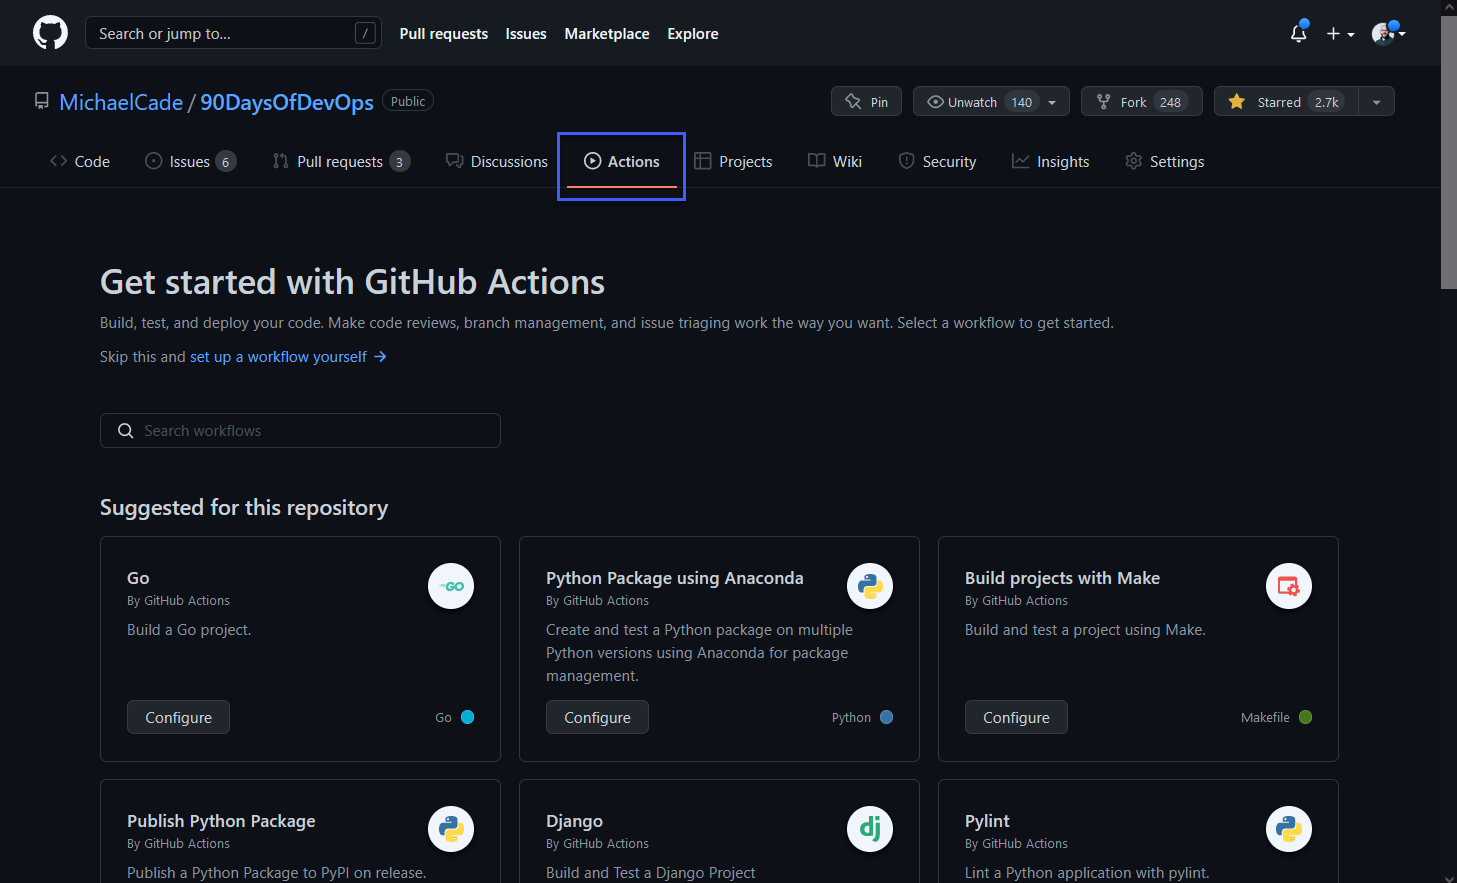 Search or jump to... /
Pull requests Issues Marketplace Explore
MichaelCade / 90DaysOfDevOps Public
Pin Unwatch 140 Fork 248 Starred 2.7k
Code Issues 6 Pull requests 3 Discussions Actions Projects Wiki Security Insights Settings
Get started with GitHub Actions
Build, test, and deploy your code. Make code reviews, branch management, and issue triaging work the way you want. Select a workflow to get started.
Skip this and set up a workflow yourself →
Search workflows
Suggested for this repository
Go
By GitHub Actions
Build a Go project.
GO
Configure
Go
Python Package using Anaconda
By GitHub Actions
Create and test a Python package on multiple
Python versions using Anaconda for package
management.
Configure
Python
Build projects with Make
By GitHub Actions
Build and test a project using Make.
Configure
Makefile
Publish Python Package
By GitHub Actions
Publish a Python Package to PyPI on release.
Django
By GitHub Actions
Build and Test a Django Project
dj
Pylint
By GitHub Actions
Lint a Python application with pylint.